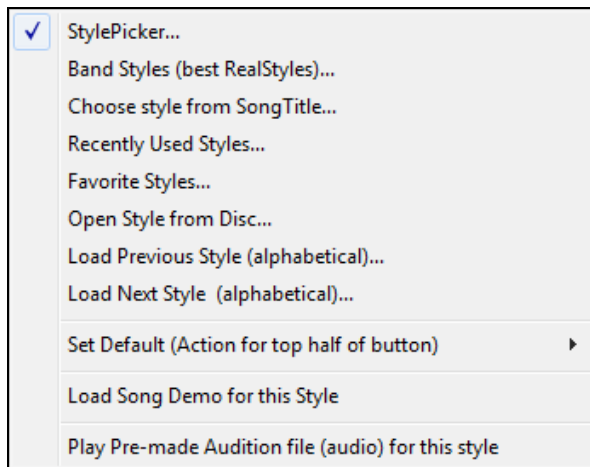 StylePicker...
Band Styles (best RealStyles)...
Choose style from SongTitle...
Recently Used Styles...
Favorite Styles...
Open Style from Disc...
Load Previous Style (alphabetical)...
Load Next Style  (alphabetical)...
Set Default (Action for top half of button)
Load Song Demo for this Style
Play Pre-made Audition file (audio) for this style